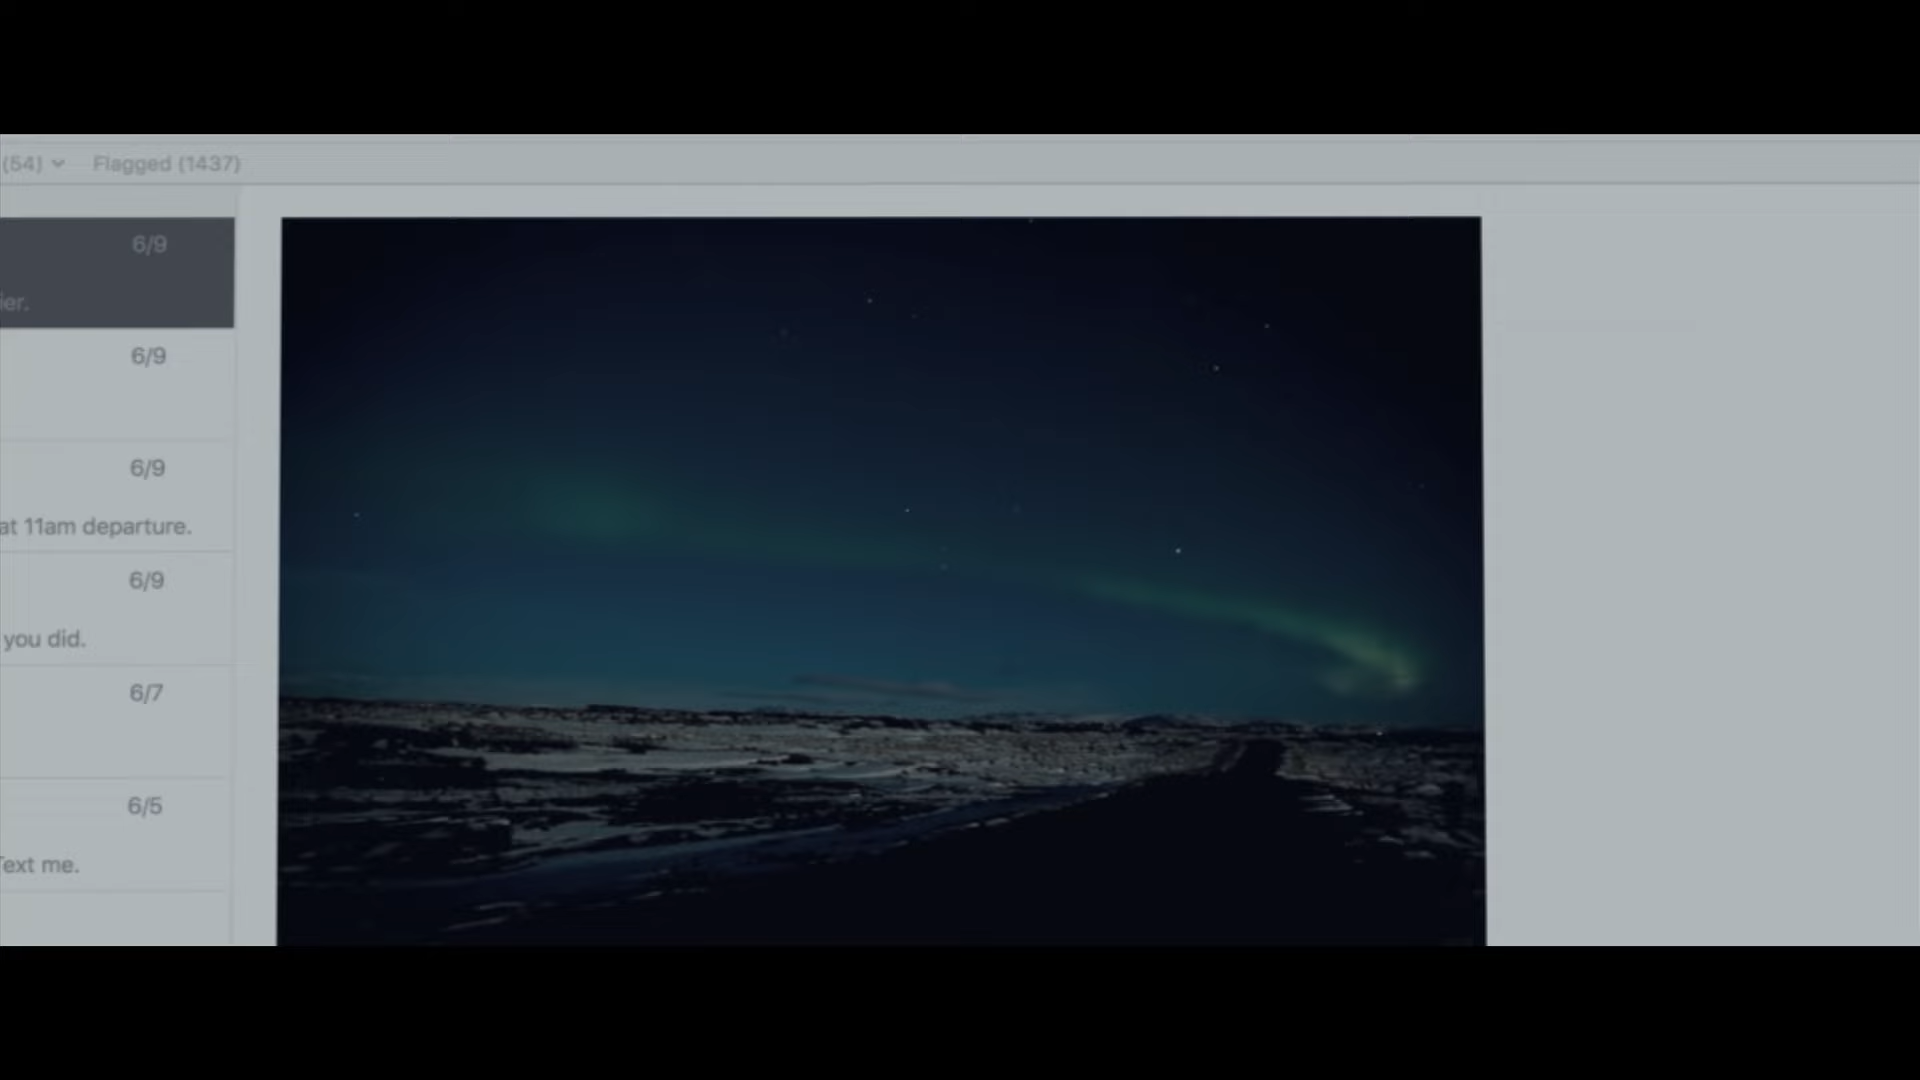 (54) Flagged (1437)
6/9
ier.
6/9
6/9
at 11am departure.
6/9
you did.
6/7
6/5
Text me.